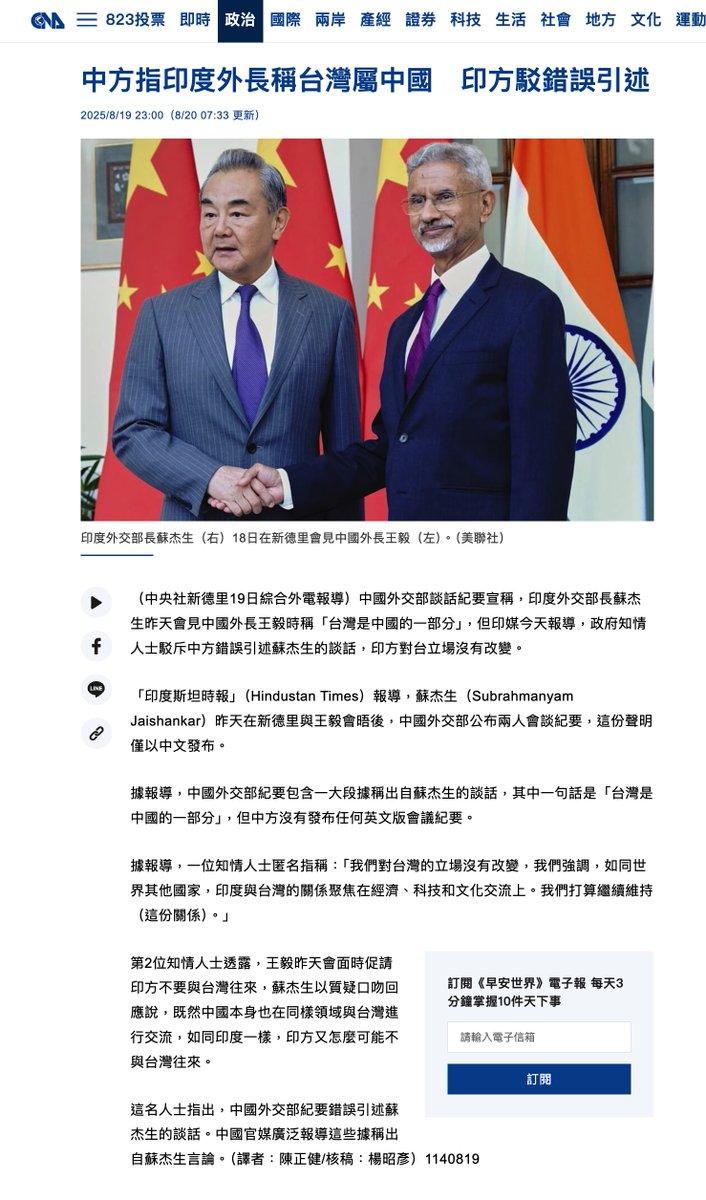 CNA 823投票 即時 政治 國際 兩岸 產經 證券 科技 生活 社會 地方 文化 運動
中方指印度外長稱台灣屬中國 印方駁錯誤引述
2025/8/19 23:00（8/20 07:33 更新）
印度外交部長蘇杰生（右）18日在新德里會見中國外長王毅（左）。（美聯社）
（中央社新德里19日綜合外電報導）中國外交部談話紀要宣稱，印度外交部長蘇杰
生昨天會見中國外長王毅時稱「台灣是中國的一部分」，但印媒今天報導，政府知情
人士駁斥中方錯誤引述蘇杰生的談話，印方對台立場沒有改變。
「印度斯坦時報」（Hindustan Times）報導，蘇杰生（Subrahmanyam
Jaishankar）昨天在新德里與王毅會晤後，中國外交部公布兩人會談紀要，這份聲明
僅以中文發布。
據報導，中國外交部紀要包含一大段據稱出自蘇杰生的談話，其中一句話是「台灣是
中國的一部分」，但中方沒有發布任何英文版會議紀要。
據報導，一位知情人士匿名指稱：「我們對台灣的立場沒有改變，我們強調，如同世
界其他國家，印度與台灣的關係聚焦在經濟、科技和文化交流上。我們打算繼續維持
（這份關係）。」
第2位知情人士透露，王毅昨天會面時促請
印方不要與台灣往來，蘇杰生以質疑口吻回
應說，既然中國本身也在同樣領域與台灣進
行交流，如同印度一樣，印方又怎麼可能不
與台灣往來。
這名人士指出，中國外交部紀要錯誤引述蘇
杰生的談話。中國官媒廣泛報導這些據稱出
自蘇杰生言論。（譯者：陳正健/核稿：楊昭彥）1140819
訂閱《早安世界》電子報 每天3
分鐘掌握10件天下事
請輸入電子信箱
訂閱
LINE